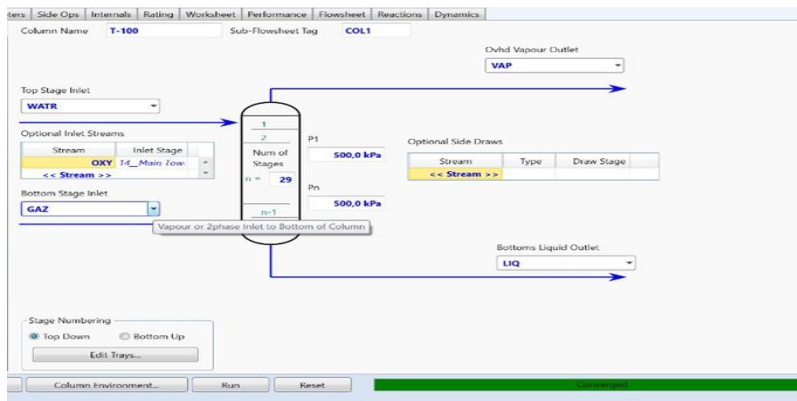 ters Side Ops Internals Rating Worksheet Performance Flowsheet Reactions Dynamics
Column Name T-100 Sub-Flowsheet Tag COL1
Ovhd Vapour Outlet
VAP
Top Stage Inlet
WATR
Optional Inlet Streams
Stream Inlet Stage
OXY 14__Main Tow
<< Stream >>
Bottom Stage Inlet
GAZ
Vapour or 2phase Inlet to Bottom of Column
1
2
Num of
Stages
n = 29
n-1
P1
500,0 kPa
Pn
500,0 kPa
Optional Side Draws
Stream Type Draw Stage
<< Stream >>
Bottoms Liquid Outlet
LIQ
Stage Numbering
Top Down Bottom Up
Edit Trays...
Column Environment... Run Reset Converged